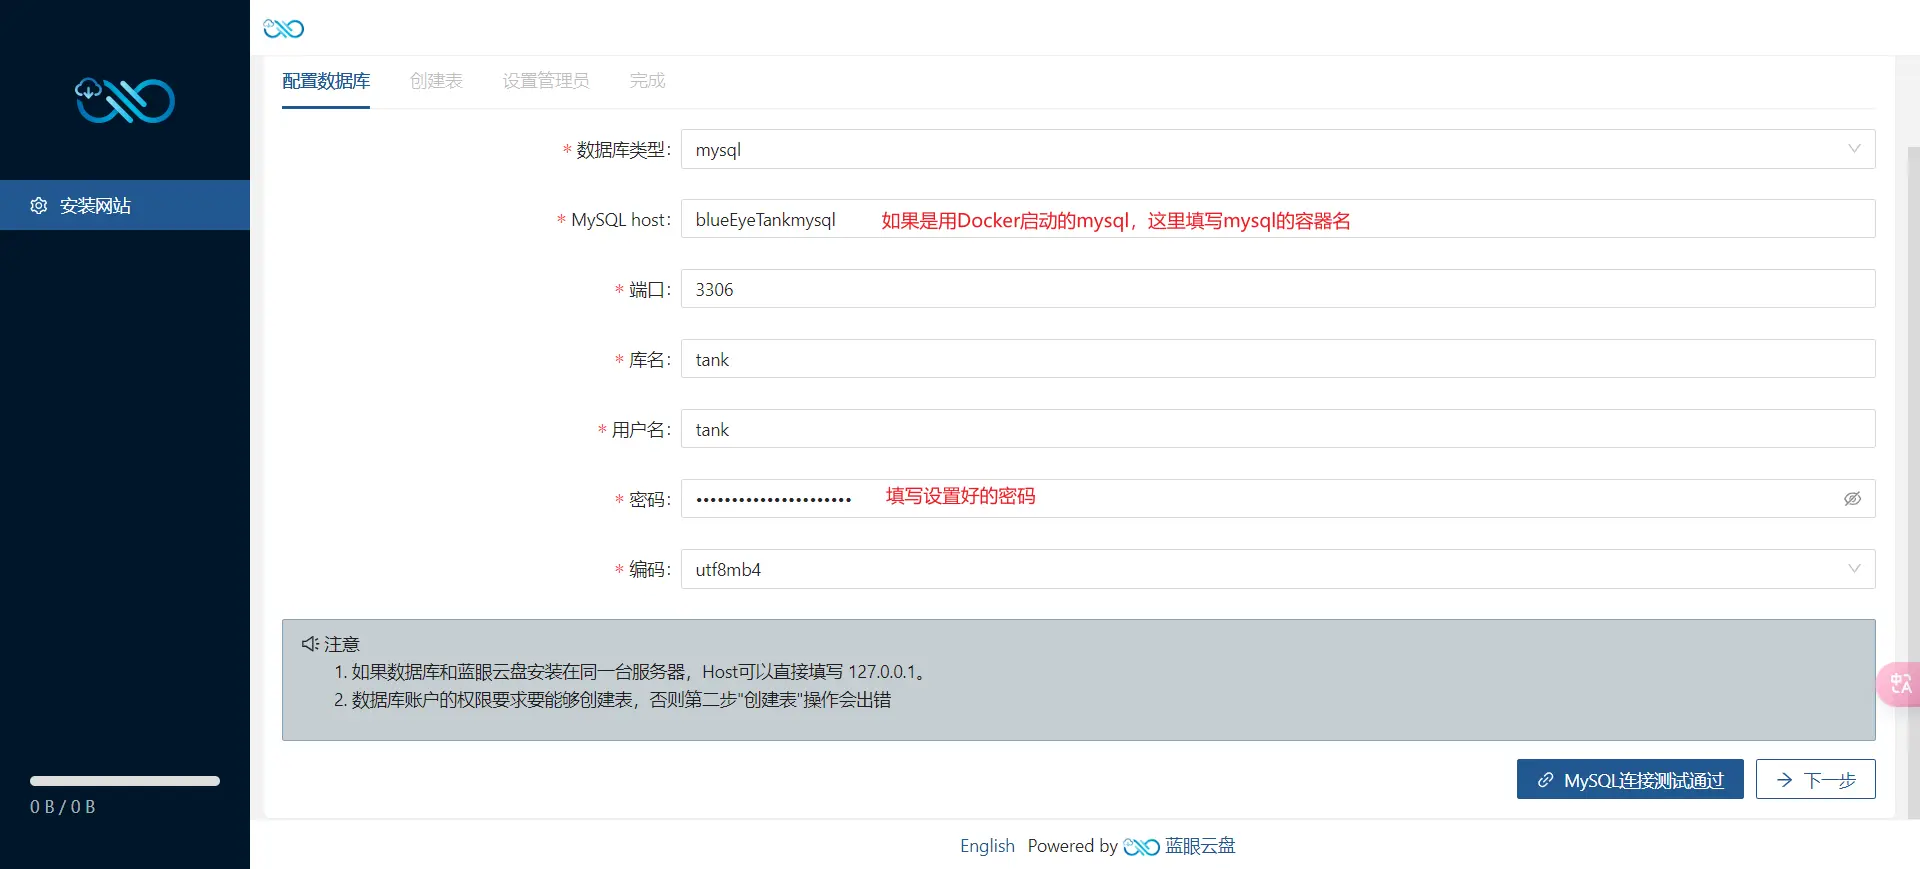 安装网站
0 B / 0 B
配置数据库 创建表 设置管理员 完成
* 数据库类型: mysql
* MySQL host: blueEyeTankmysql 如果是用Docker启动的mysql，这里填写mysql的容器名
* 端口: 3306
* 库名: tank
* 用户名: tank
* 密码: •••••••••••••••••••••• 填写设置好的密码
* 编码: utf8mb4
注意
1. 如果数据库和蓝眼云盘安装在同一台服务器，Host可以直接填写 127.0.0.1。
2. 数据库账户的权限要求要能够创建表，否则第二步"创建表"操作会出错
MySQL连接测试通过 下一步
English Powered by 蓝眼云盘